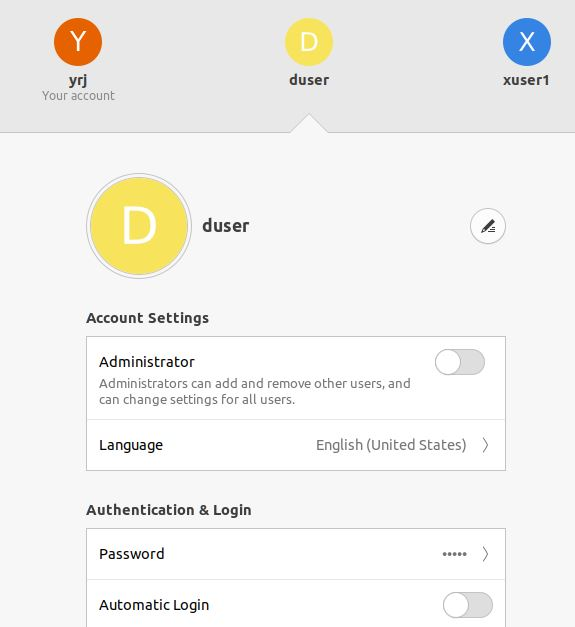 Y
D
X
yrj
duser
xuser1
Your account
D
duser
Account Settings
Administrator
Administrators can add and remove other users, and
can change settings for all users.
Language
English (United States)
Authentication & Login
Password
•••••
Automatic Login